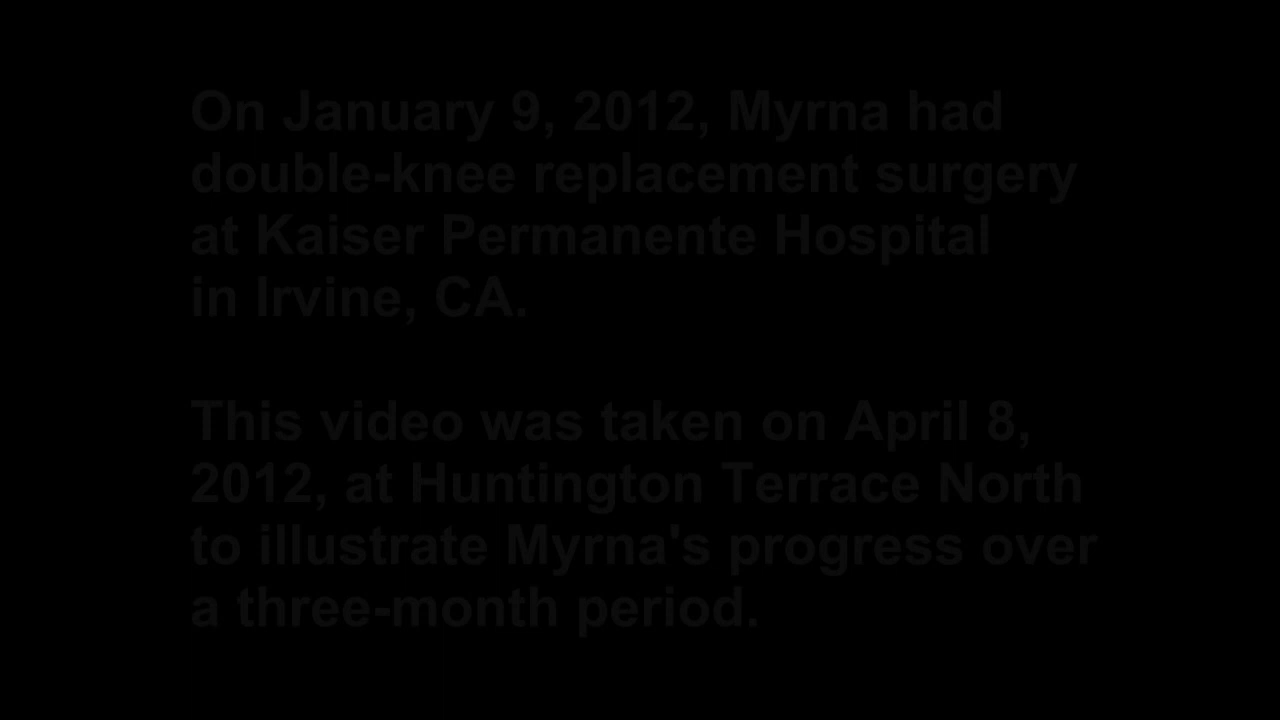 On January 9, 2012, Myrna had
double-knee replacement surgery
at Kaiser Permanente Hospital
in Irvine, CA.
This video was taken on April 8,
2012, at Huntington Terrace North
to illustrate Myrna's progress over
a three-month period.